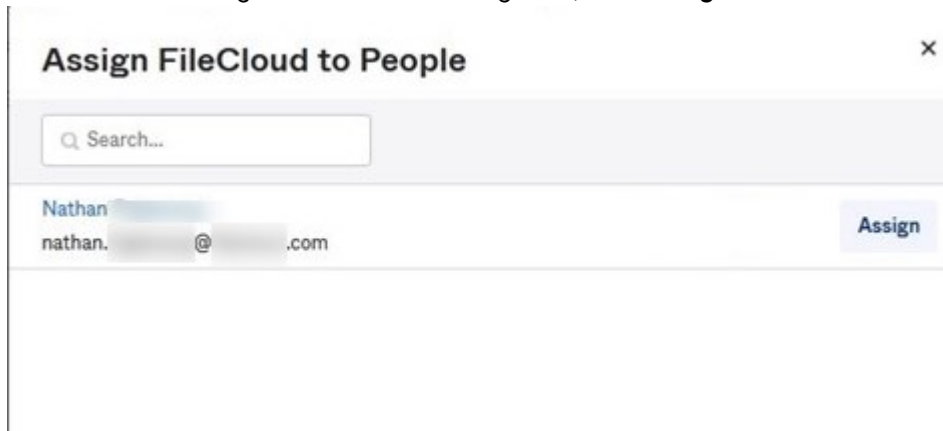 Assign FileCloud to People
×
Search...
Nathan
nathan. @ .com
Assign